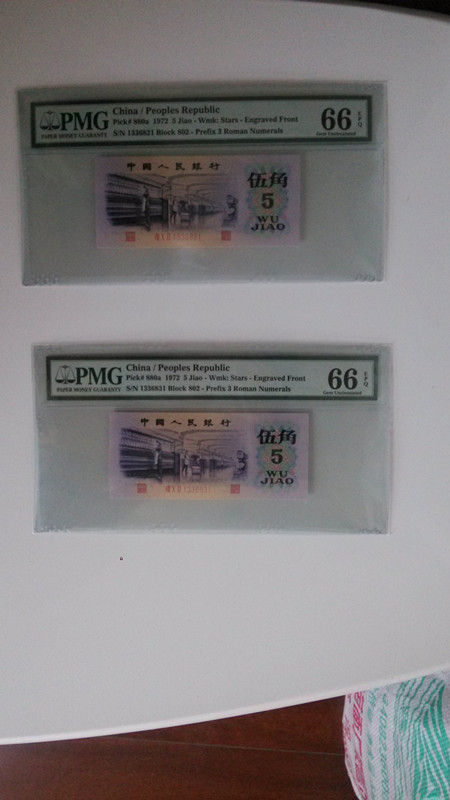 PMG
PAPER MONEY GUARANTY
China / Peoples Republic
Pick# 880a 1972 5 Jiao - Wmk: Stars - Engraved Front
S/N 1336821 Block 802 - Prefix 3 Roman Numerals
66 EPQ
Gem Uncirculated
中國人民銀行
伍角
5
WU
JIAO
PMG
PAPER MONEY GUARANTY
China / Peoples Republic
Pick# 880a 1972 5 Jiao - Wmk: Stars - Engraved Front
S/N 1336831 Block 802 - Prefix 3 Roman Numerals
66 EPQ
Gem Uncirculated
中國人民銀行
伍角
5
WU
JIAO